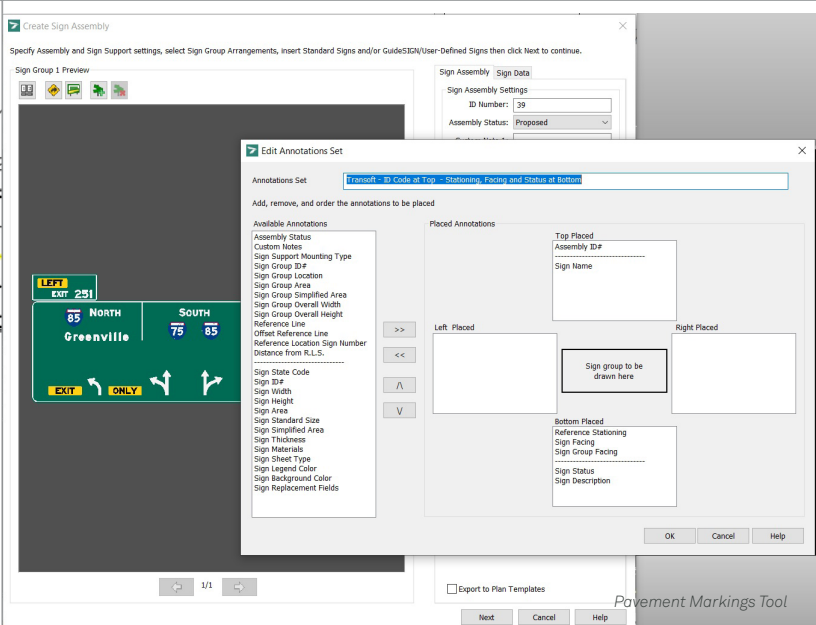 Create Sign Assembly
Specify Assembly and Sign Support settings, select Sign Group Arrangements, insert Standard Signs and/or GuideSIGN/User-Defined Signs then click Next to continue.
Sign Group 1 Preview
Sign Assembly Sign Data
Sign Assembly Settings
ID Number: 39
Assembly Status: Proposed
Edit Annotations Set
Annotations Set Transoft - ID Code at Top - Stationing, Facing and Status at Bottom
Add, remove, and order the annotations to be placed
Available Annotations
Assembly Status
Custom Notes
Sign Support Mounting Type
Sign Group ID#
Sign Group Location
Sign Group Area
Sign Group Simplified Area
Sign Group Overall Width
Sign Group Overall Height
Reference Line
Offset Reference Line
Reference Location Sign Number
Distance from R.L.S.
------------------------------
Sign State Code
Sign ID#
Sign Width
Sign Height
Sign Area
Sign Standard Size
Sign Simplified Area
Sign Thickness
Sign Materials
Sign Sheet Type
Sign Legend Color
Sign Background Color
Sign Replacement Fields
>>
<<
/\
\/
Placed Annotations
Top Placed
Assembly ID#
------------------------------
Sign Name
Left Placed
Sign group to be
drawn here
Right Placed
Bottom Placed
Reference Stationing
Sign Facing
Sign Group Facing
------------------------------
Sign Status
Sign Description
OK Cancel Help
LEFT
EXIT 251
85 NORTH
Greenville
SOUTH
75 85
EXIT ONLY
1/1
Export to Plan Templates
Pavement Markings Tool
Next Cancel Help